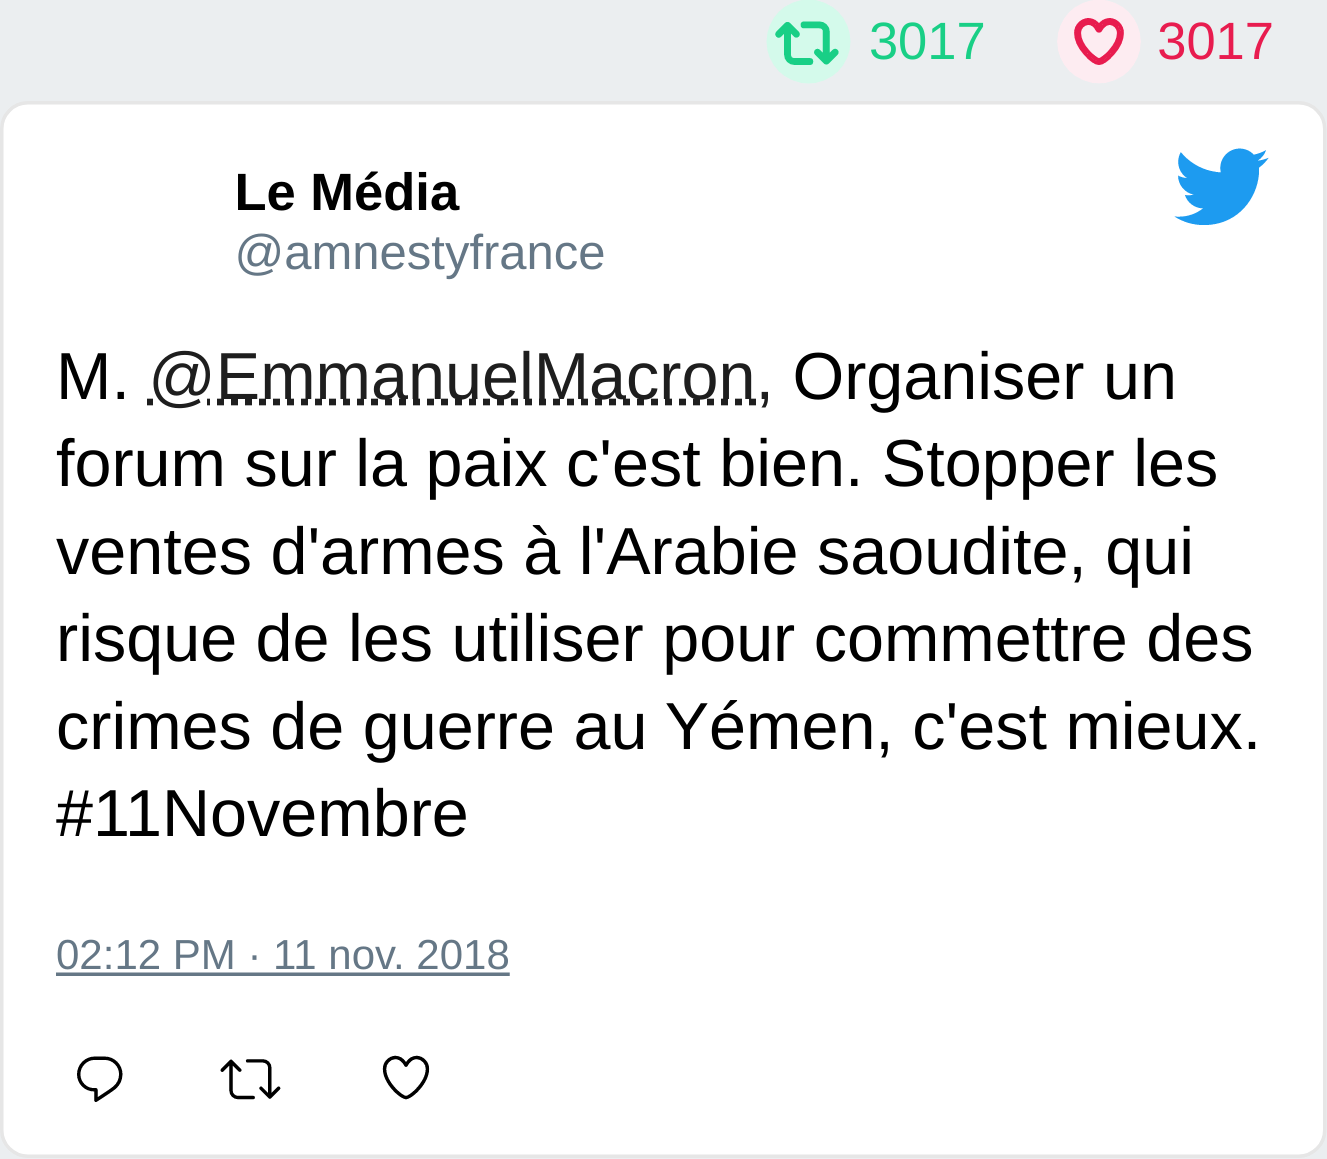 3017 3017
Le Média
@amnestyfrance
M. @EmmanuelMacron, Organiser un
forum sur la paix c'est bien. Stopper les
ventes d'armes à l'Arabie saoudite, qui
risque de les utiliser pour commettre des
crimes de guerre au Yémen, c'est mieux.
#11Novembre
02:12 PM · 11 nov. 2018